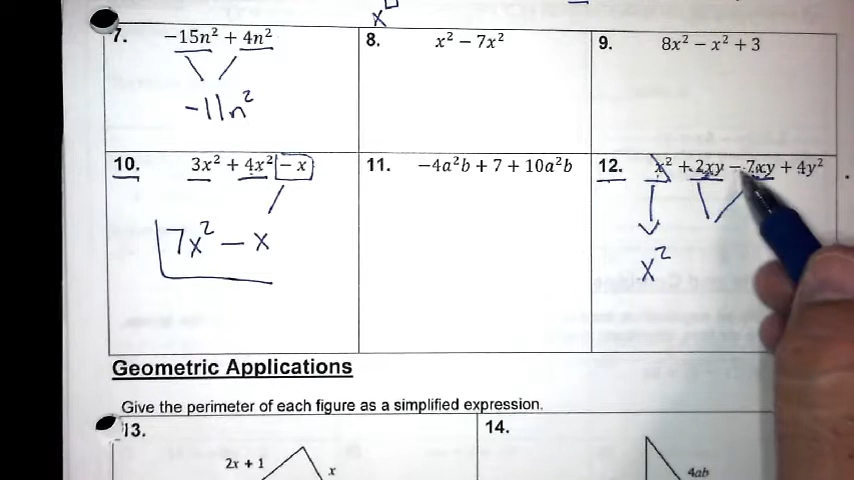 x
7. −15n² + 4n²
−11n²
8. x² − 7x²
9. 8x² − x² + 3
10. 3x² + 4x² − x
7x² − x
11. −4a²b + 7 + 10a²b
12. x² + 2xy − 7xy + 4y²
x²
Geometric Applications
Give the perimeter of each figure as a simplified expression.
13.
2x + 1
x
14.
4ab